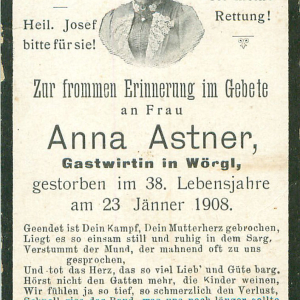 Rettung!
Heil. Josef
bitte für sie!
Zur frommen Erinnerung im Gebete
an Frau
Anna Astner,
Gastwirtin in Wörgl,
gestorben im 38. Lebensjahre
am 23 Jänner 1908.
Geendet ist Dein Kampf, Dein Mutterherz gebrochen,
Liegt es so einsam still und ruhig in dem Sarg.
Verstummt der Mund, der mahnend oft zu uns
gesprochen,
Und tot das Herz, das so viel Lieb' und Güte barg.
Hörst nicht den Gatten mehr, die Kinder weinen,
Wir fühlen ja so tief, so schmerzlich den Verlust,